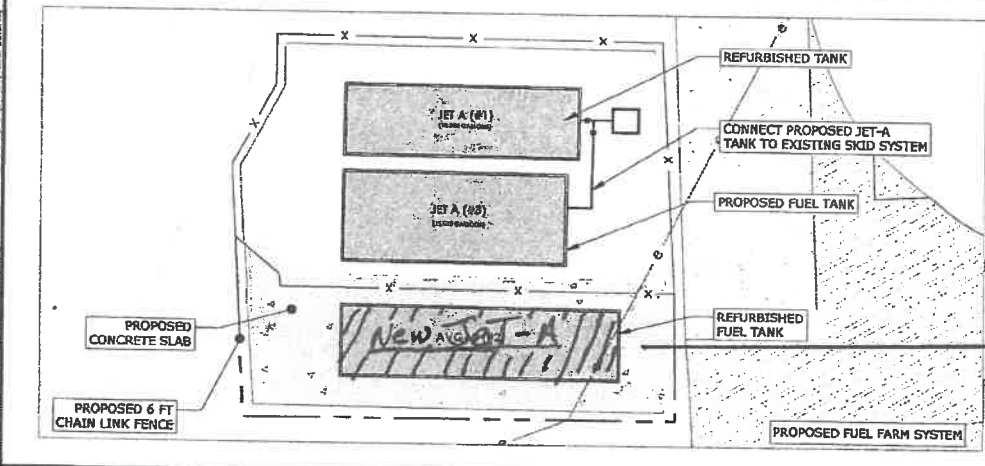 REFURBISHED TANK
JET A (#1)
CONNECT PROPOSED JET-A
TANK TO EXISTING SKID SYSTEM
PROPOSED FUEL TANK
JET A
REFURBISHED
FUEL TANK
New Jet-A
PROPOSED
CONCRETE SLAB
PROPOSED 6 FT
CHAIN LINK FENCE
PROPOSED FUEL FARM SYSTEM